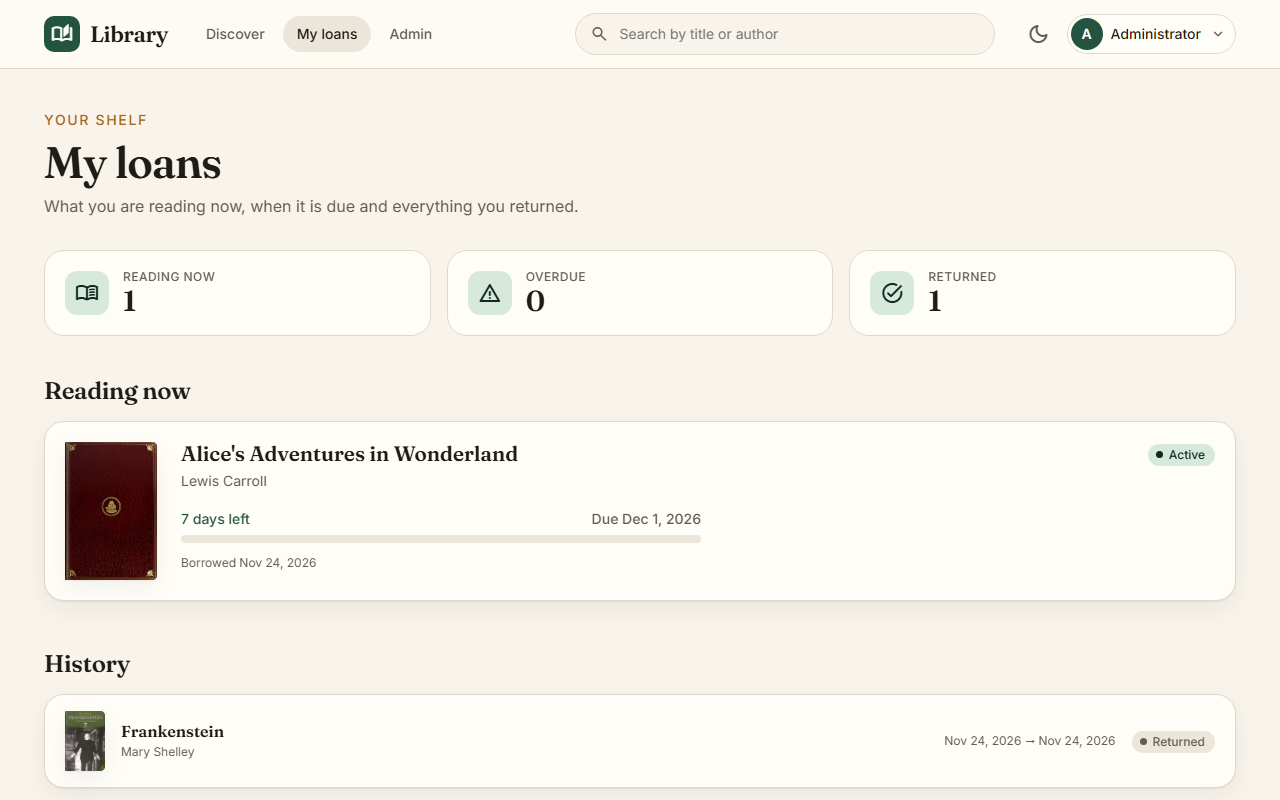 Library
Discover
My loans
Admin
Search by title or author
A
Administrator
YOUR SHELF
My loans
What you are reading now, when it is due and everything you returned.
READING NOW
1
OVERDUE
0
RETURNED
1
Reading now
Alice's Adventures in Wonderland
Active
Lewis Carroll
7 days left
Due Dec 1, 2026
Borrowed Nov 24, 2026
History
Frankenstein
Mary Shelley
Nov 24, 2026 → Nov 24, 2026
Returned